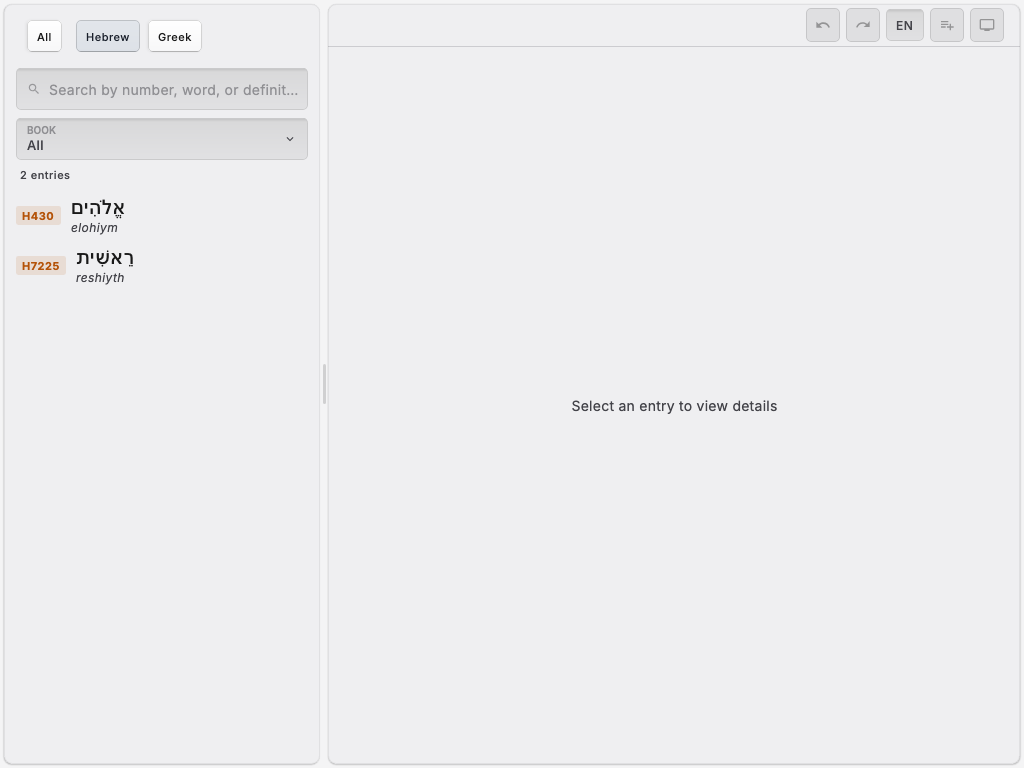 All
Hebrew
Greek
EN
Search by number, word, or definit...
BOOK
All
2 entries
H430
אֱלֹהִים
elohiym
H7225
רֵאשִׁית
reshiyth
Select an entry to view details